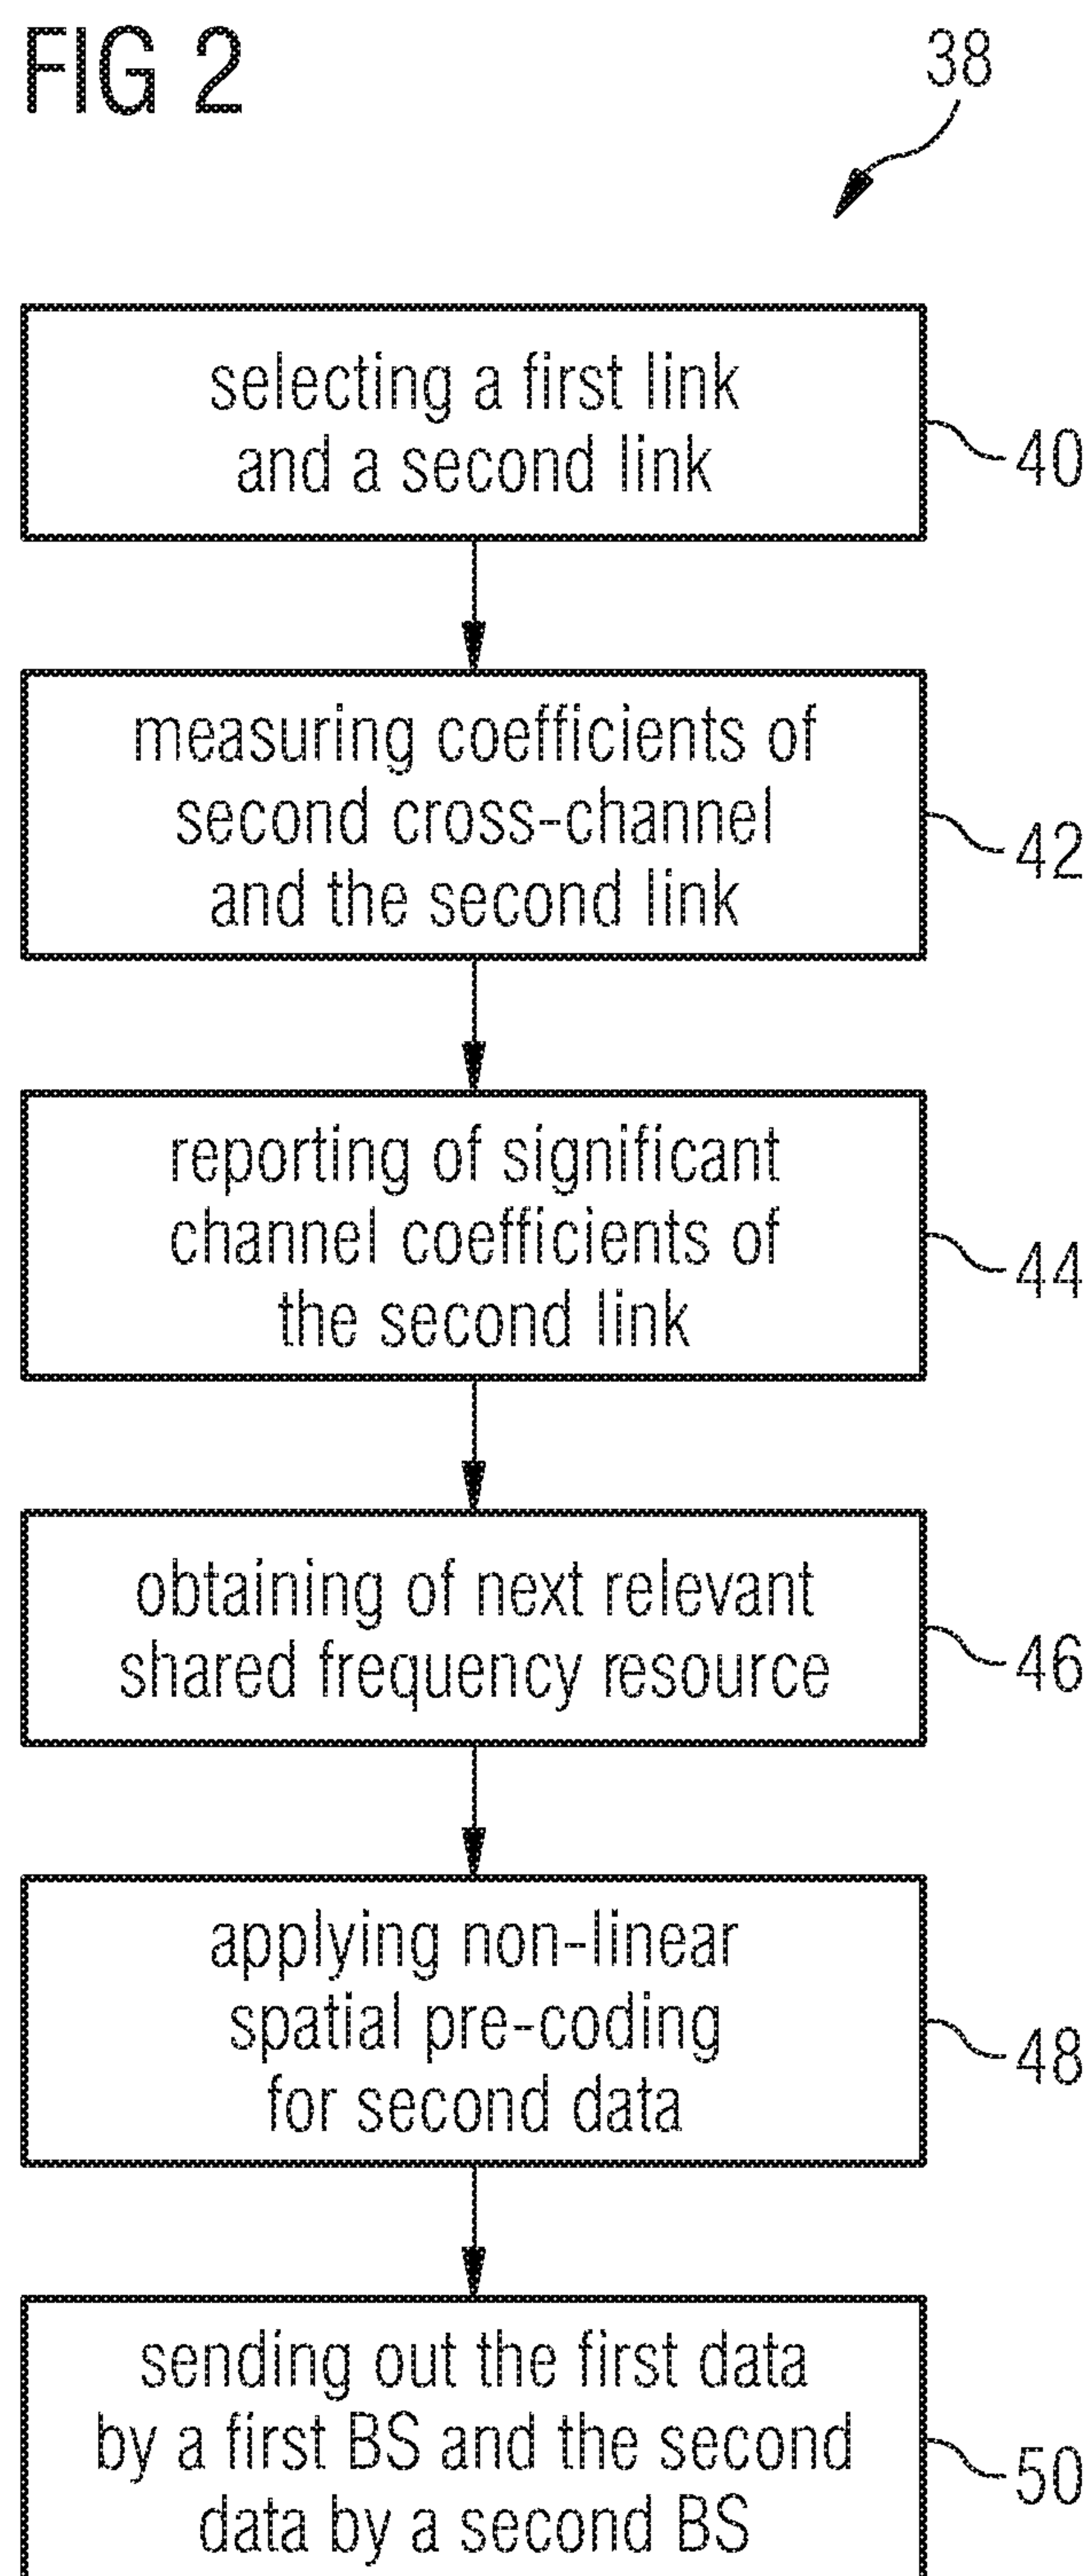 FIG 2
38
selecting a first link
and a second link
40
measuring coefficients of
second cross-channel
and the second link
42
reporting of significant
channel coefficients of
the second link
44
obtaining of next relevant
shared frequency resource
46
applying non-linear
spatial pre-coding
for second data
48
sending out the first data
by a first BS and the second
data by a second BS
50